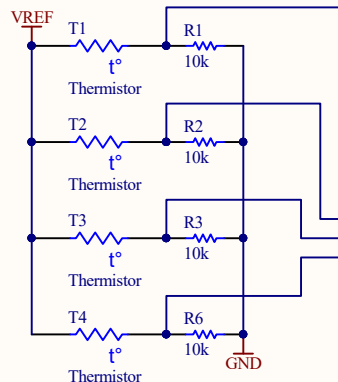 VREF
T1
R1
t°
10k
Thermistor
T2
R2
t°
10k
Thermistor
T3
R3
t°
10k
Thermistor
T4
R6
t°
10k
GND
Thermistor